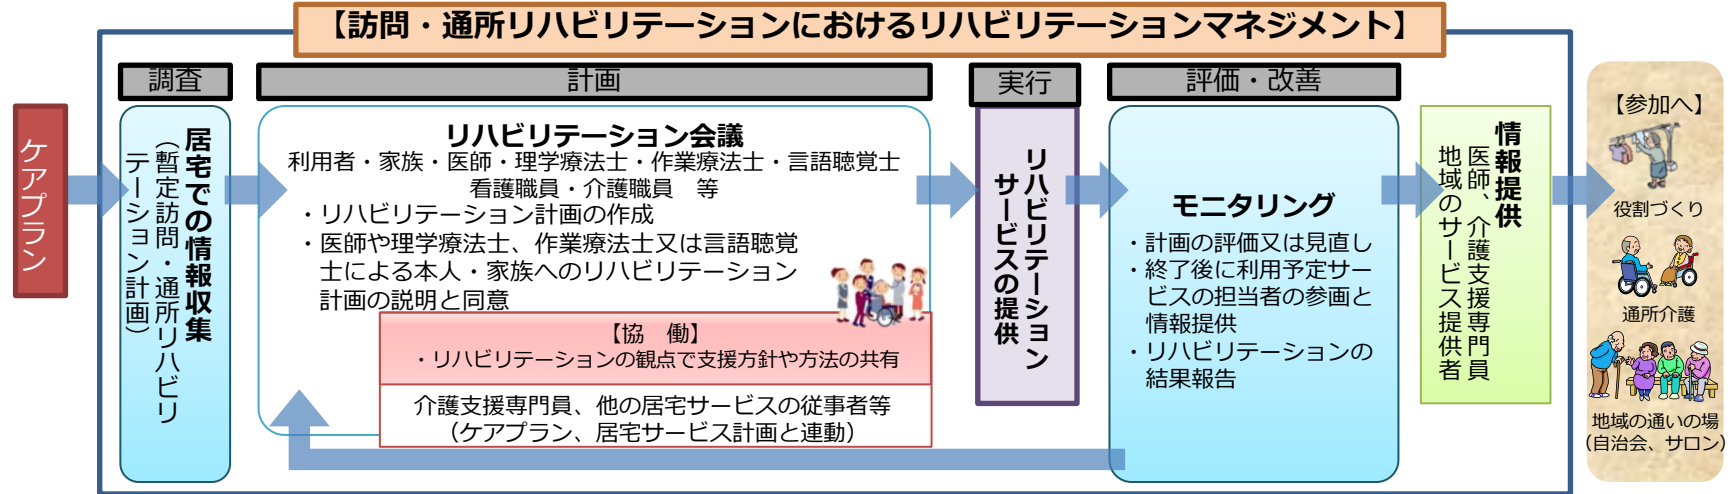 【訪問・通所リハビリテーションにおけるリハビリテーションマネジメント】
ケアプラン
調査
居宅での情報収集
（暫定訪問・通所リハビリ
テーション計画）
計画
リハビリテーション会議
利用者・家族・医師・理学療法士・作業療法士・言語聴覚士
看護職員・介護職員　等
・リハビリテーション計画の作成
・医師や理学療法士、作業療法士又は言語聴覚
士による本人・家族へのリハビリテーション
計画の説明と同意
【協　働】
・リハビリテーションの観点で支援方針や方法の共有
介護支援専門員、他の居宅サービスの従事者等
（ケアプラン、居宅サービス計画と連動）
実行
リハビリテーション
サービスの提供
評価・改善
モニタリング
・計画の評価又は見直し
・終了後に利用予定サー
ビスの担当者の参画と
情報提供
・リハビリテーションの
結果報告
情報提供
医師、介護支援専門員
地域のサービス提供者
【参加へ】
役割づくり
通所介護
地域の通いの場
（自治会、サロン）